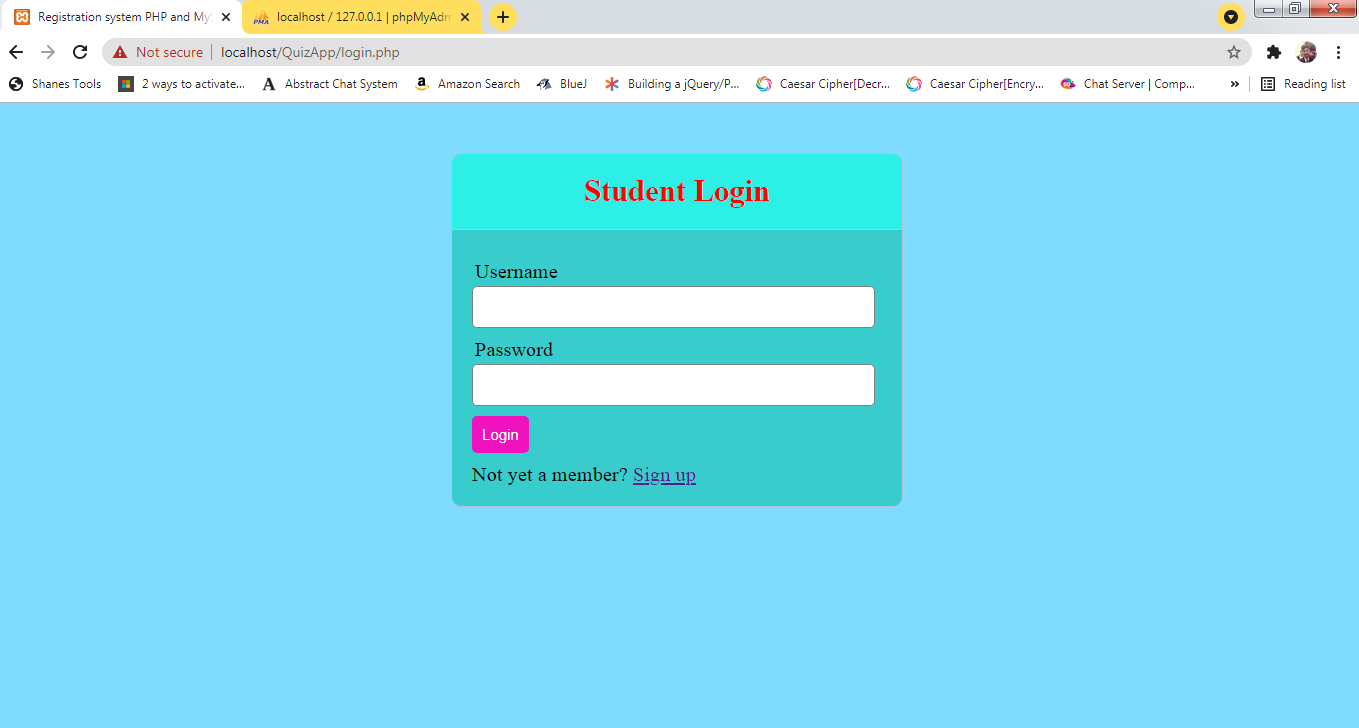 Registration system PHP and My
localhost / 127.0.0.1 | phpMyAdm
Not secure | localhost/QuizApp/login.php
Shanes Tools 2 ways to activate... Abstract Chat System Amazon Search BlueJ Building a jQuery/P... Caesar Cipher[Decr... Caesar Cipher[Encry... Chat Server | Comp... » Reading list
Student Login
Username
Password
Login
Not yet a member? Sign up